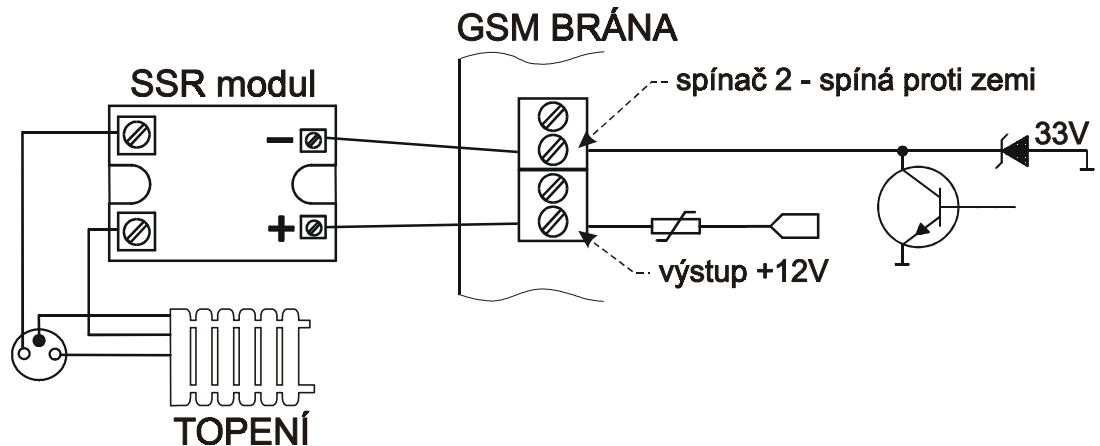 GSM BRÁNA
SSR modul
spínač 2 - spíná proti zemi
33V
−
+
výstup +12V
TOPENÍ